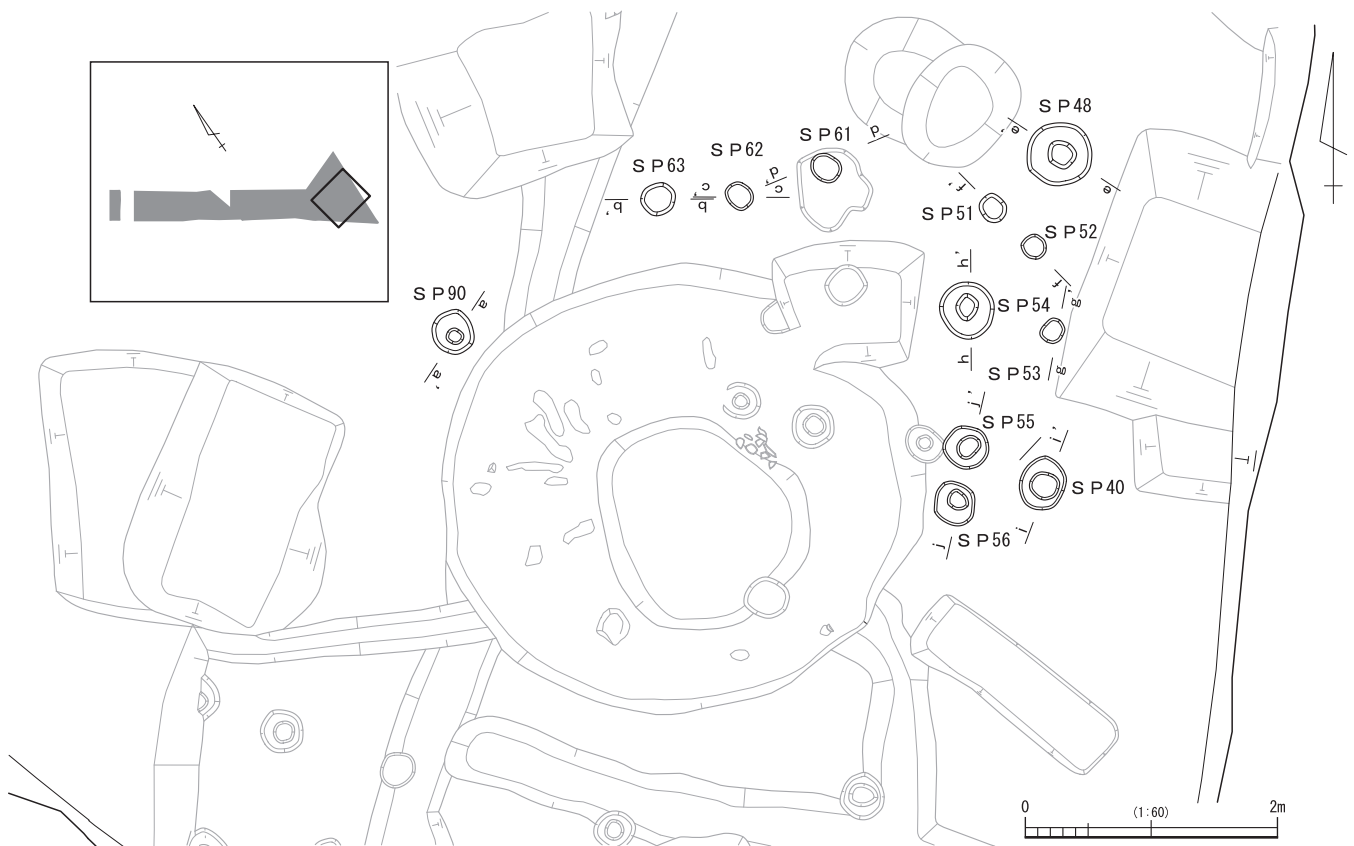 SP48
SP61
SP62
SP63
d
e'
d'
c'
c
b'
b
e
f'
SP51
SP52
h'
f
SP90
a
g'
SP54
a'
h
SP53
g
j'
SP55
i'
SP40
i
SP56
j
0
(1:60)
2m